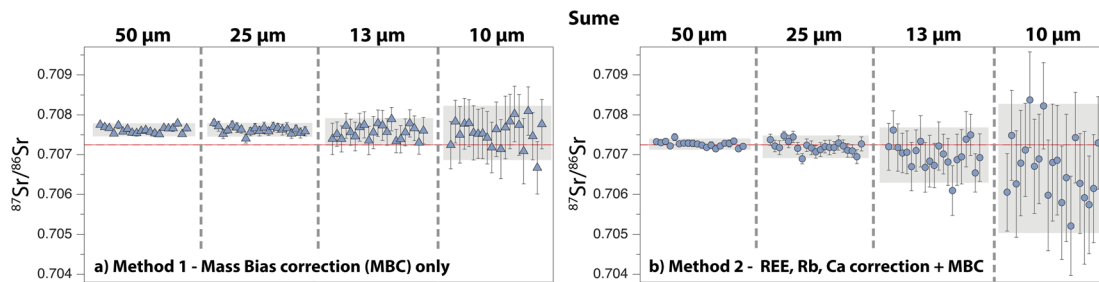 Sume
50 µm 25 µm 13 µm 10 µm
0.709
0.708
0.707
0.706
0.705
0.704
87Sr/86Sr
a) Method 1 - Mass Bias correction (MBC) only
50 µm 25 µm 13 µm 10 µm
0.709
0.708
0.707
0.706
0.705
0.704
87Sr/86Sr
b) Method 2 - REE, Rb, Ca correction + MBC